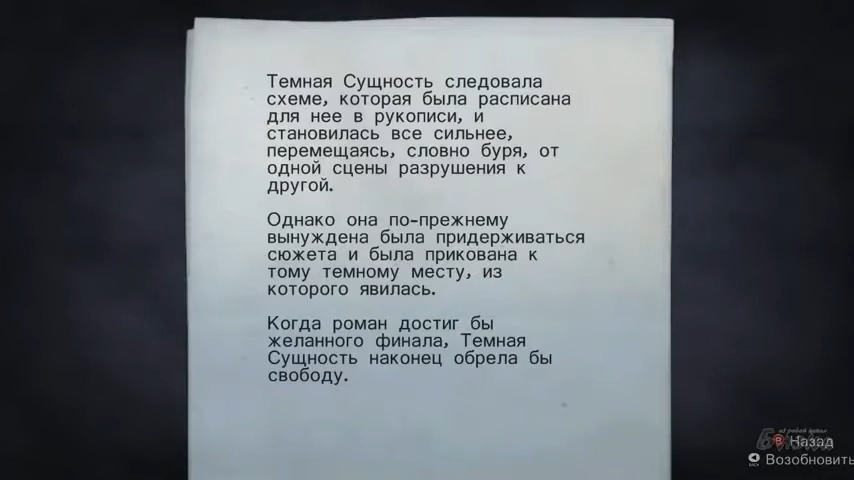 Темная Сущность следовала
схеме, которая была расписана
для нее в рукописи, и
становилась все сильнее,
перемещаясь, словно буря, от
одной сцены разрушения к
другой.
Однако она по-прежнему
вынуждена была придерживаться
сюжета и была прикована к
тому темному месту, из
которого явилась.
Когда роман достиг бы
желанного финала, Темная
Сущность наконец обрела бы
свободу.
B Назад
BACK Возобновить